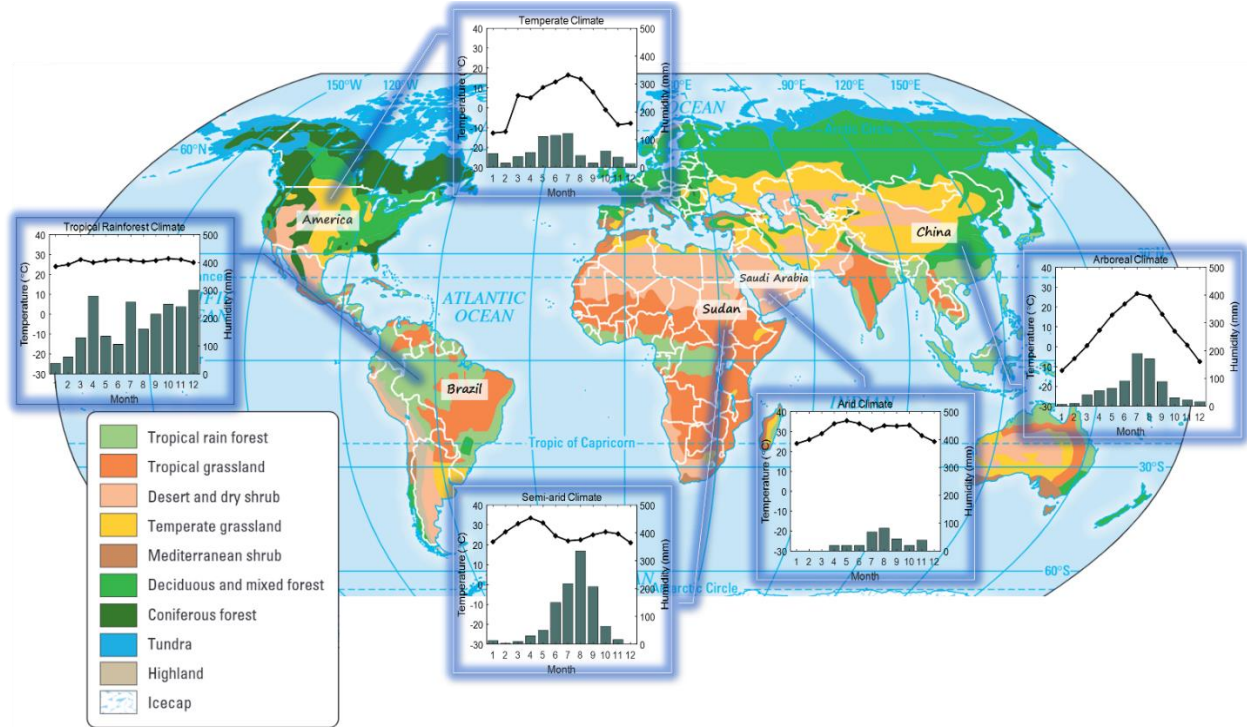 Temperate Climate
40
30
20
10
0
-10
-20
-30
Temperature (°C)
500
400
300
200
100
0
Humidity (mm)
1 2 3 4 5 6 7 8 9 10 11 12
Month
150°W
120°W
90°E
120°E
150°E
60°N
OCEAN
Arctic Circle
America
China
Saudi Arabia
Sudan
Brazil
ATLANTIC
OCEAN
Tropical Rainforest Climate
40
30
20
10
0
-10
-20
-30
Temperature (°C)
500
400
300
200
100
0
Humidity (mm)
2 3 4 5 6 7 8 9 10 11 12
Month
Arboreal Climate
40
30
20
10
0
-10
-20
-30
Temperature (°C)
500
400
300
200
100
0
Humidity (mm)
1 2 3 4 5 6 7 8 9 10 11 12
Month
Arid Climate
40
30
20
10
0
-10
-20
-30
Temperature (°C)
500
400
300
200
100
0
Humidity (mm)
1 2 3 4 5 6 7 8 9 10 11 12
Month
Tropic of Capricorn
30°S
60°S
Antarctic Circle
Semi-arid Climate
40
30
20
10
0
-10
-20
-30
Temperature (°C)
500
400
300
200
100
0
Humidity (mm)
1 2 3 4 5 6 7 8 9 10 11 12
Month
Tropical rain forest
Tropical grassland
Desert and dry shrub
Temperate grassland
Mediterranean shrub
Deciduous and mixed forest
Coniferous forest
Tundra
Highland
Icecap